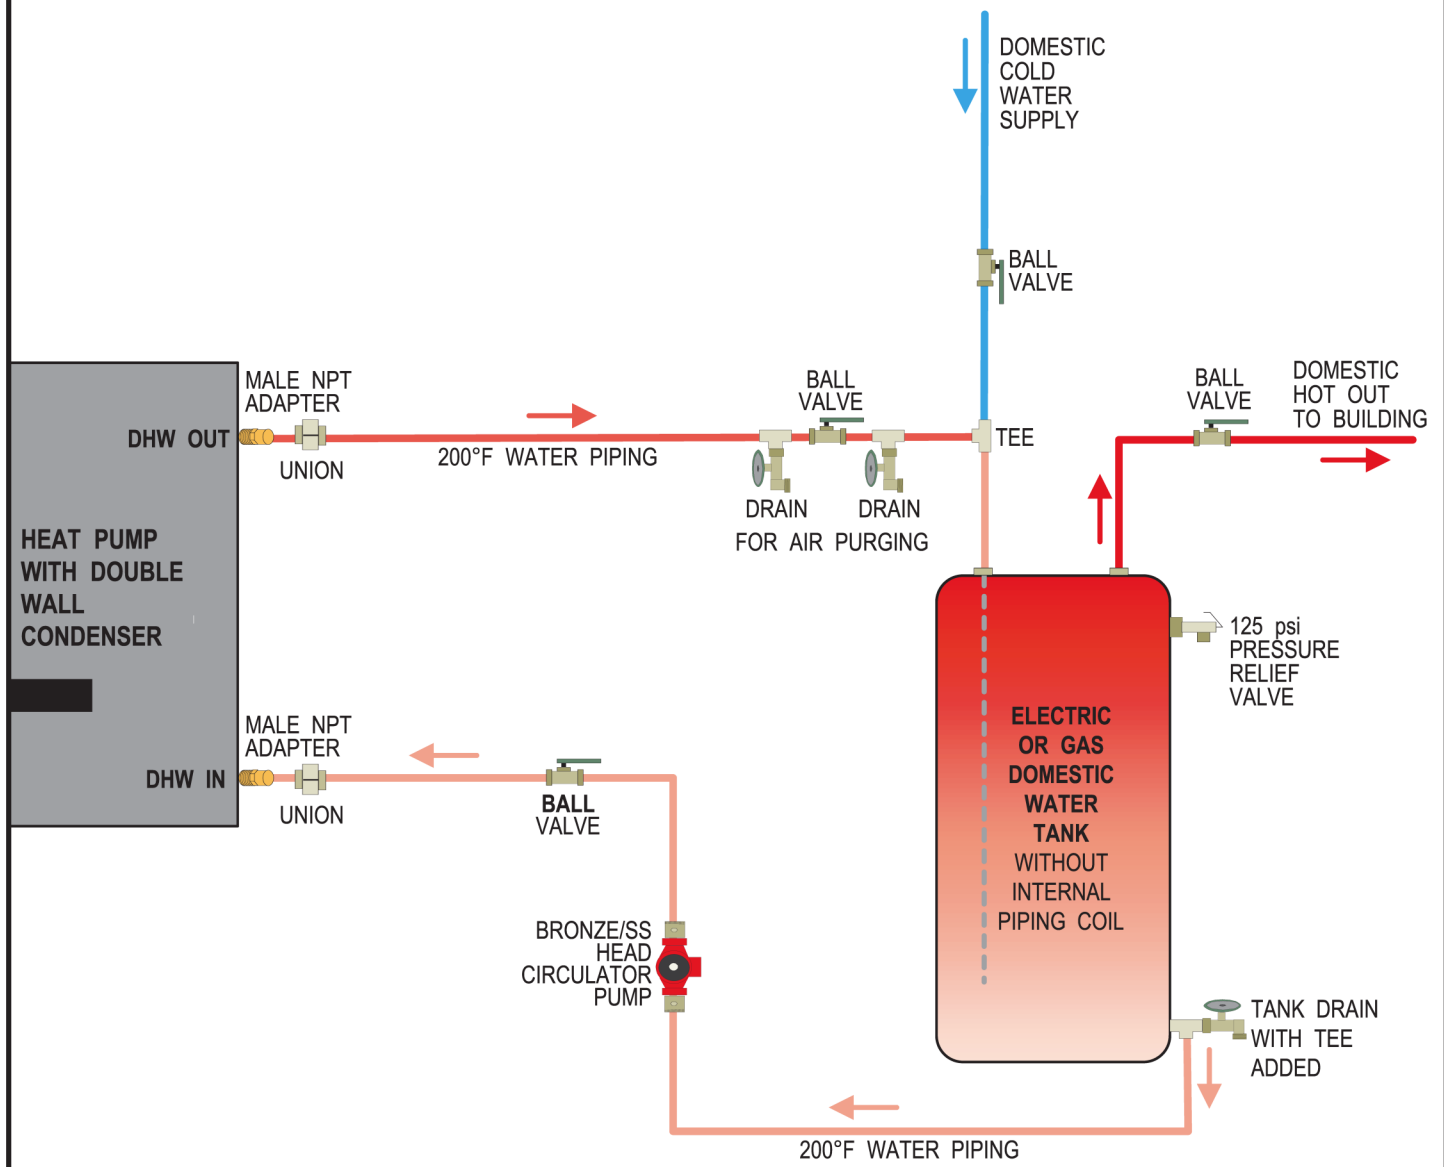 DOMESTIC
COLD
WATER
SUPPLY
BALL
VALVE
MALE NPT
ADAPTER
DHW OUT
UNION
200°F WATER PIPING
BALL
VALVE
TEE
DRAIN
DRAIN
FOR AIR PURGING
BALL
VALVE
DOMESTIC
HOT OUT
TO BUILDING
HEAT PUMP
WITH DOUBLE
WALL
CONDENSER
125 psi
PRESSURE
RELIEF
VALVE
MALE NPT
ADAPTER
DHW IN
UNION
BALL
VALVE
ELECTRIC
OR GAS
DOMESTIC
WATER
TANK
WITHOUT
INTERNAL
PIPING COIL
BRONZE/SS
HEAD
CIRCULATOR
PUMP
TANK DRAIN
WITH TEE
ADDED
200°F WATER PIPING